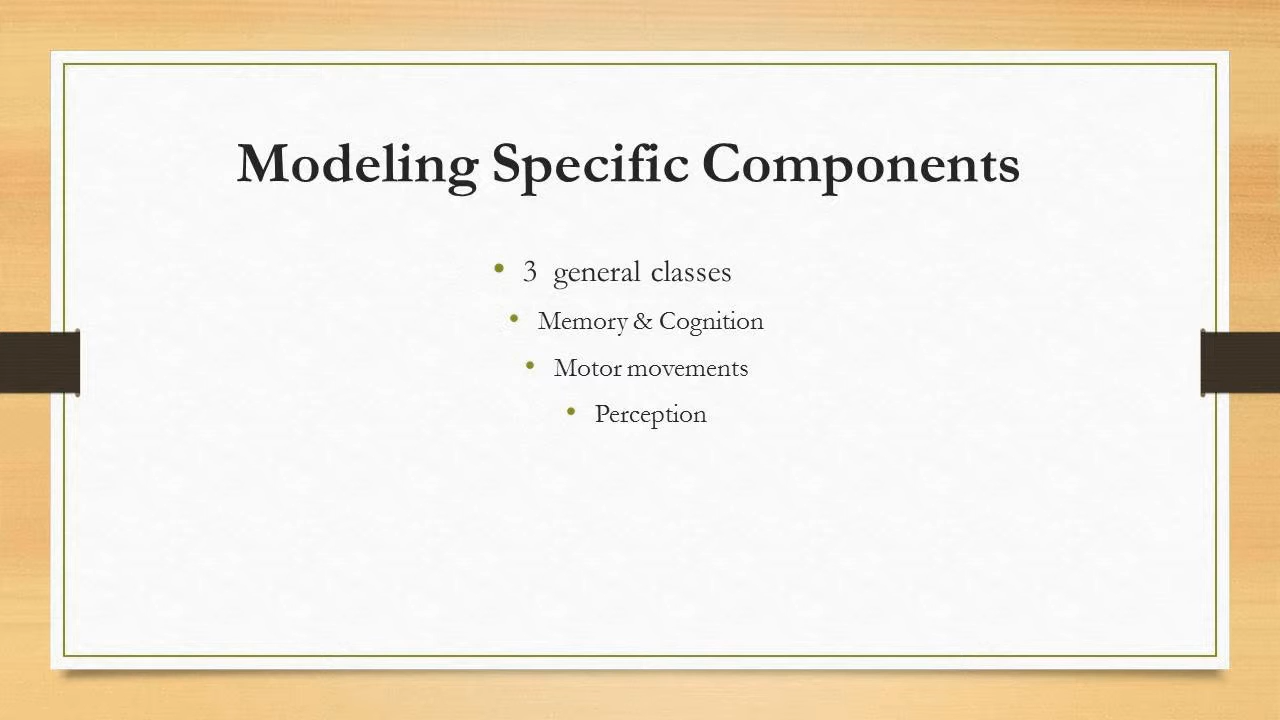 Modeling Specific Components
• 3 general classes
• Memory & Cognition
• Motor movements
• Perception